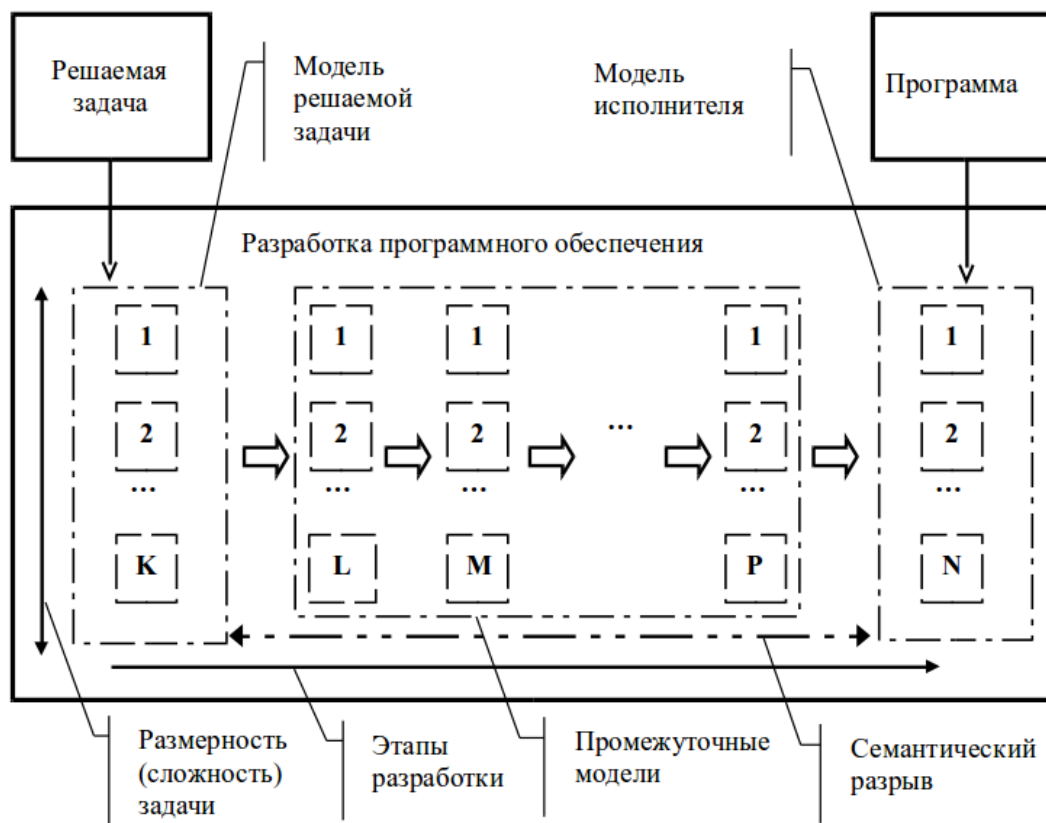 Решаемая
задача
Модель
решаемой
задачи
Модель
исполнителя
Программа
Разработка программного обеспечения
1 1 1 1 1
2 2 2 ... 2 2
... ... ... ... ...
K L M P N
Размерность
(сложность)
задачи
Этапы
разработки
Промежуточные
модели
Семантический
разрыв